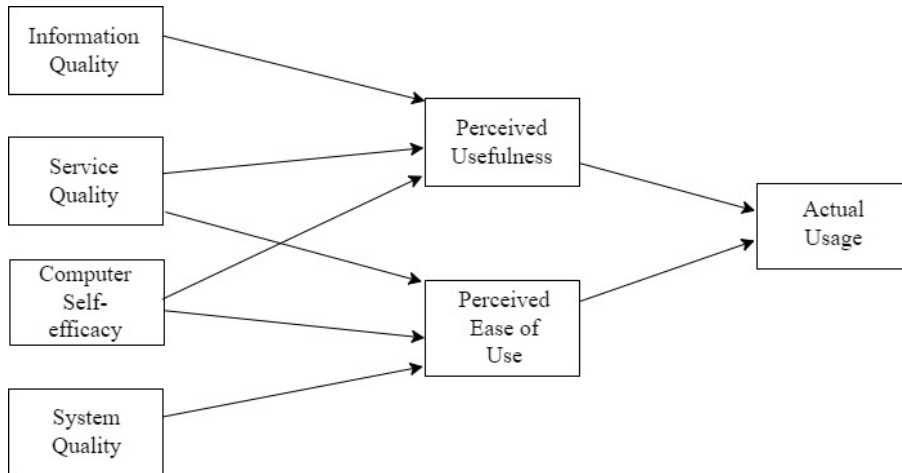 Information
Quality
Service
Quality
Computer
Self-
efficacy
System
Quality
Perceived
Usefulness
Perceived
Ease of
Use
Actual
Usage